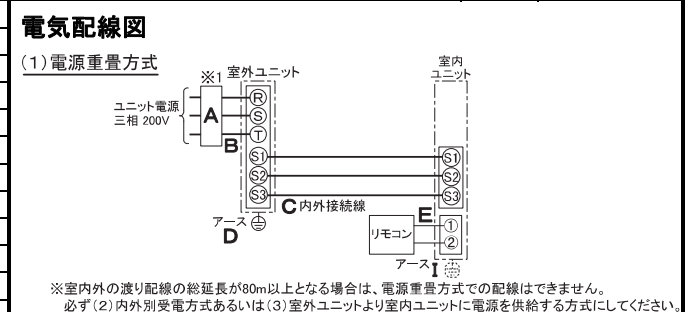 電気配線図
(1)電源重畳方式
※1 室外ユニット
室内
ユニット
ユニット電源
三相 200V
A
R
S
T
B
S1
S2
S3
S1
S2
S3
C 内外接続線
アース
D
リモコン
E
1
2
アース I
※室内外の渡り配線の総延長が80m以上となる場合は、電源重畳方式での配線はできません。
必ず(2)内外別受電方式あるいは(3)室外ユニットより室内ユニットに電源を供給する方式にしてください。